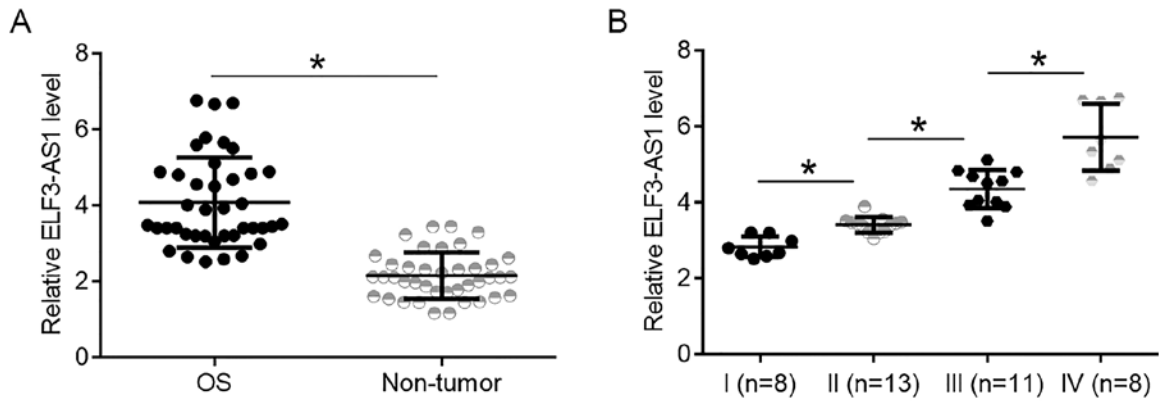 A
Relative ELF3-AS1 level
8
6
4
2
0
*
OS
Non-tumor
B
Relative ELF3-AS1 level
8
6
4
2
0
*
*
*
I (n=8)
II (n=13)
III (n=11)
IV (n=8)